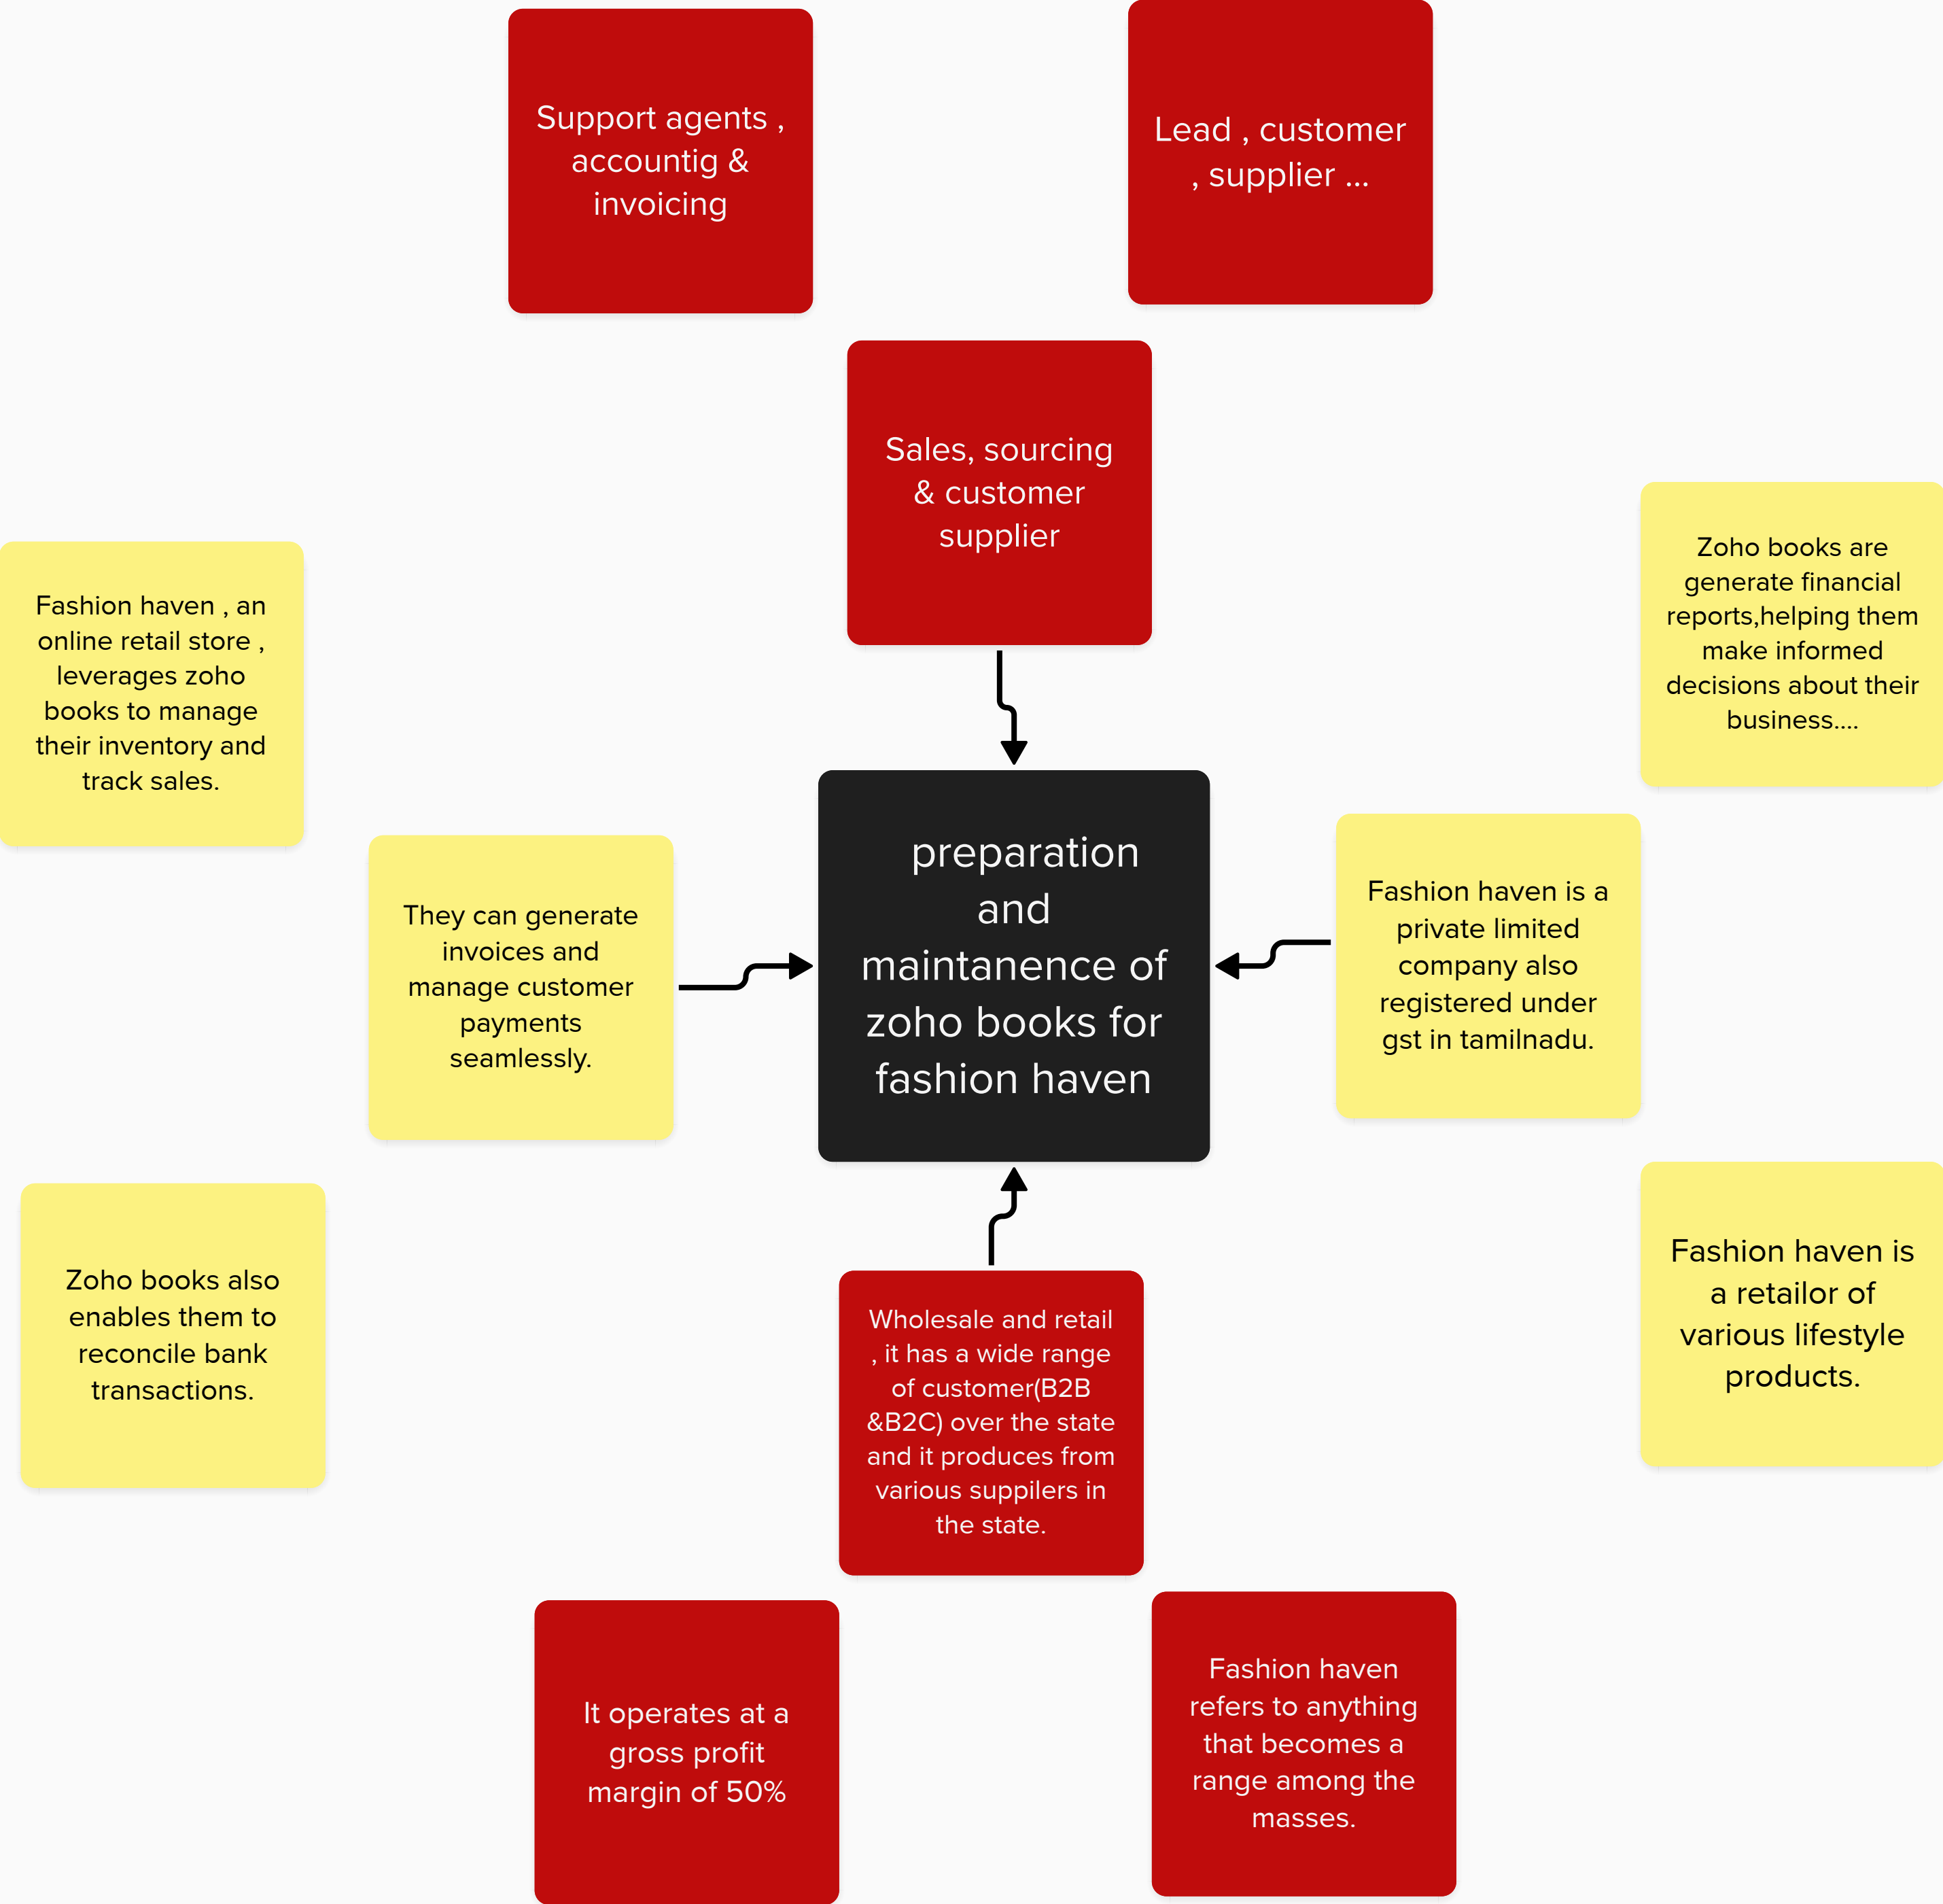 Support agents ,
accountig &
invoicing
Lead , customer
, supplier ...
Sales, sourcing
& customer
supplier
Fashion haven , an
online retail store ,
leverages zoho
books to manage
their inventory and
track sales.
Zoho books are
generate financial
reports,helping them
make informed
decisions about their
business....
They can generate
invoices and
manage customer
payments
seamlessly.
preparation
and
maintanence of
zoho books for
fashion haven
Fashion haven is a
private limited
company also
registered under
gst in tamilnadu.
Zoho books also
enables them to
reconcile bank
transactions.
Wholesale and retail
, it has a wide range
of customer(B2B
&B2C) over the state
and it produces from
various suppilers in
the state.
Fashion haven is
a retailor of
various lifestyle
products.
It operates at a
gross profit
margin of 50%
Fashion haven
refers to anything
that becomes a
range among the
masses.